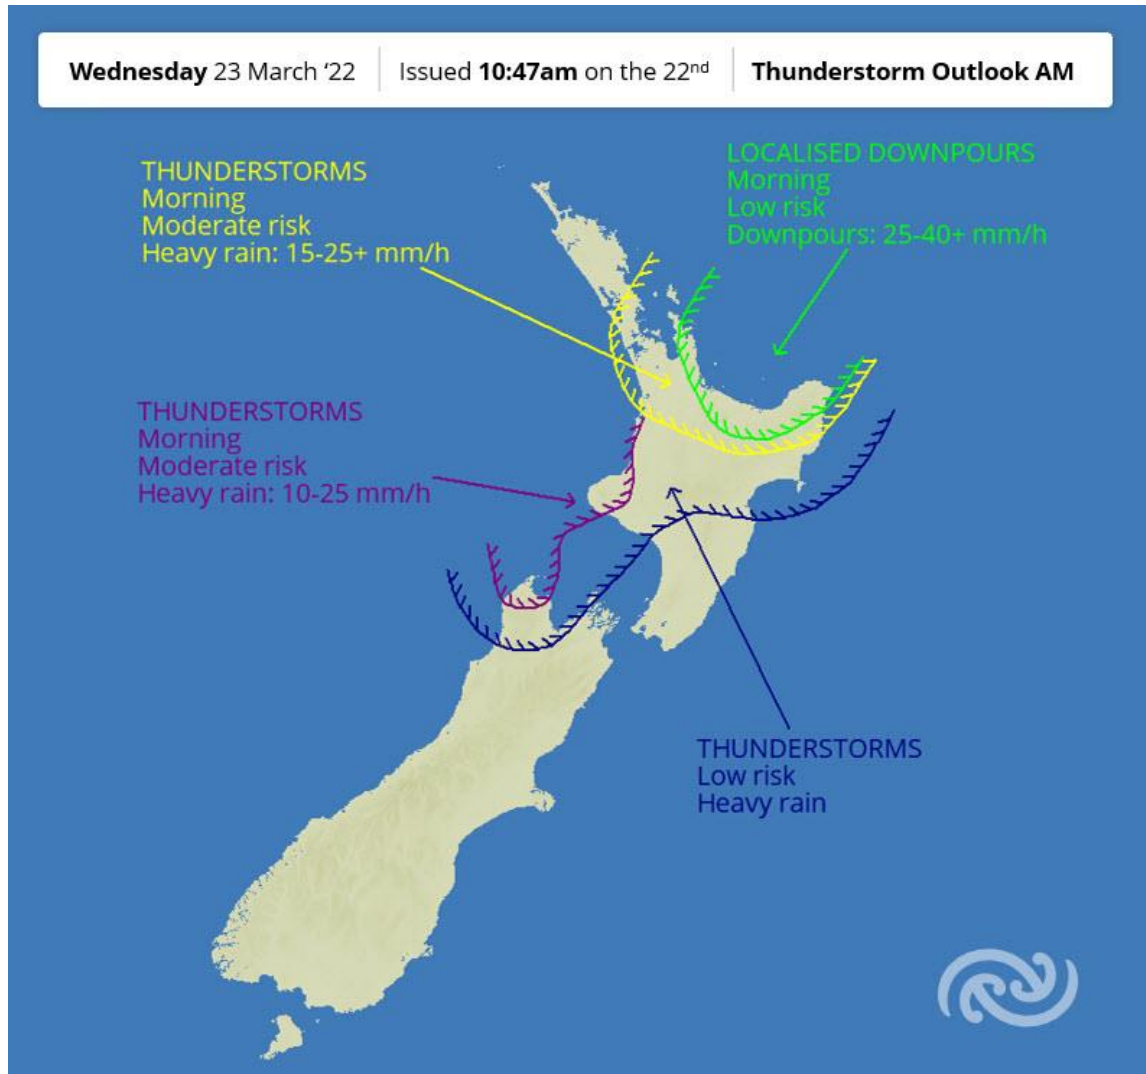 Wednesday 23 March ‘22 Issued 10:47am on the 22nd Thunderstorm Outlook AM
THUNDERSTORMS
Morning
Moderate risk
Heavy rain: 15-25+ mm/h
LOCALISED DOWNPOURS
Morning
Low risk
Downpours: 25-40+ mm/h
THUNDERSTORMS
Morning
Moderate risk
Heavy rain: 10-25 mm/h
THUNDERSTORMS
Low risk
Heavy rain